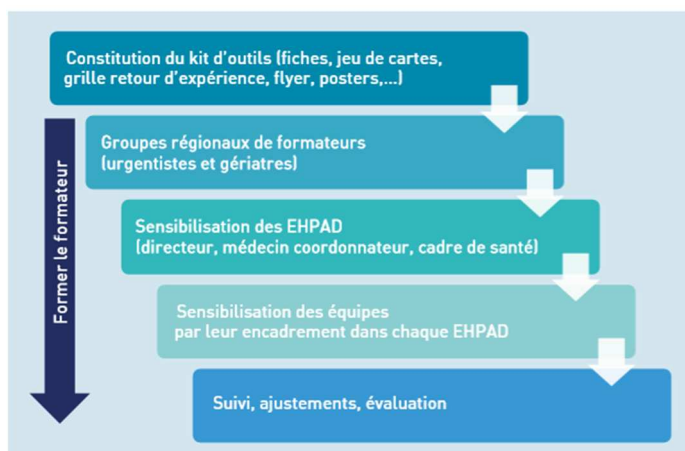 Constitution du kit d'outils (fiches, jeu de cartes,
grille retour d'expérience, flyer, posters,...)
Former le formateur
Groupes régionaux de formateurs
(urgentistes et gériatres)
Sensibilisation des EHPAD
(directeur, médecin coordonnateur, cadre de santé)
Sensibilisation des équipes
par leur encadrement dans chaque EHPAD
Suivi, ajustements, évaluation